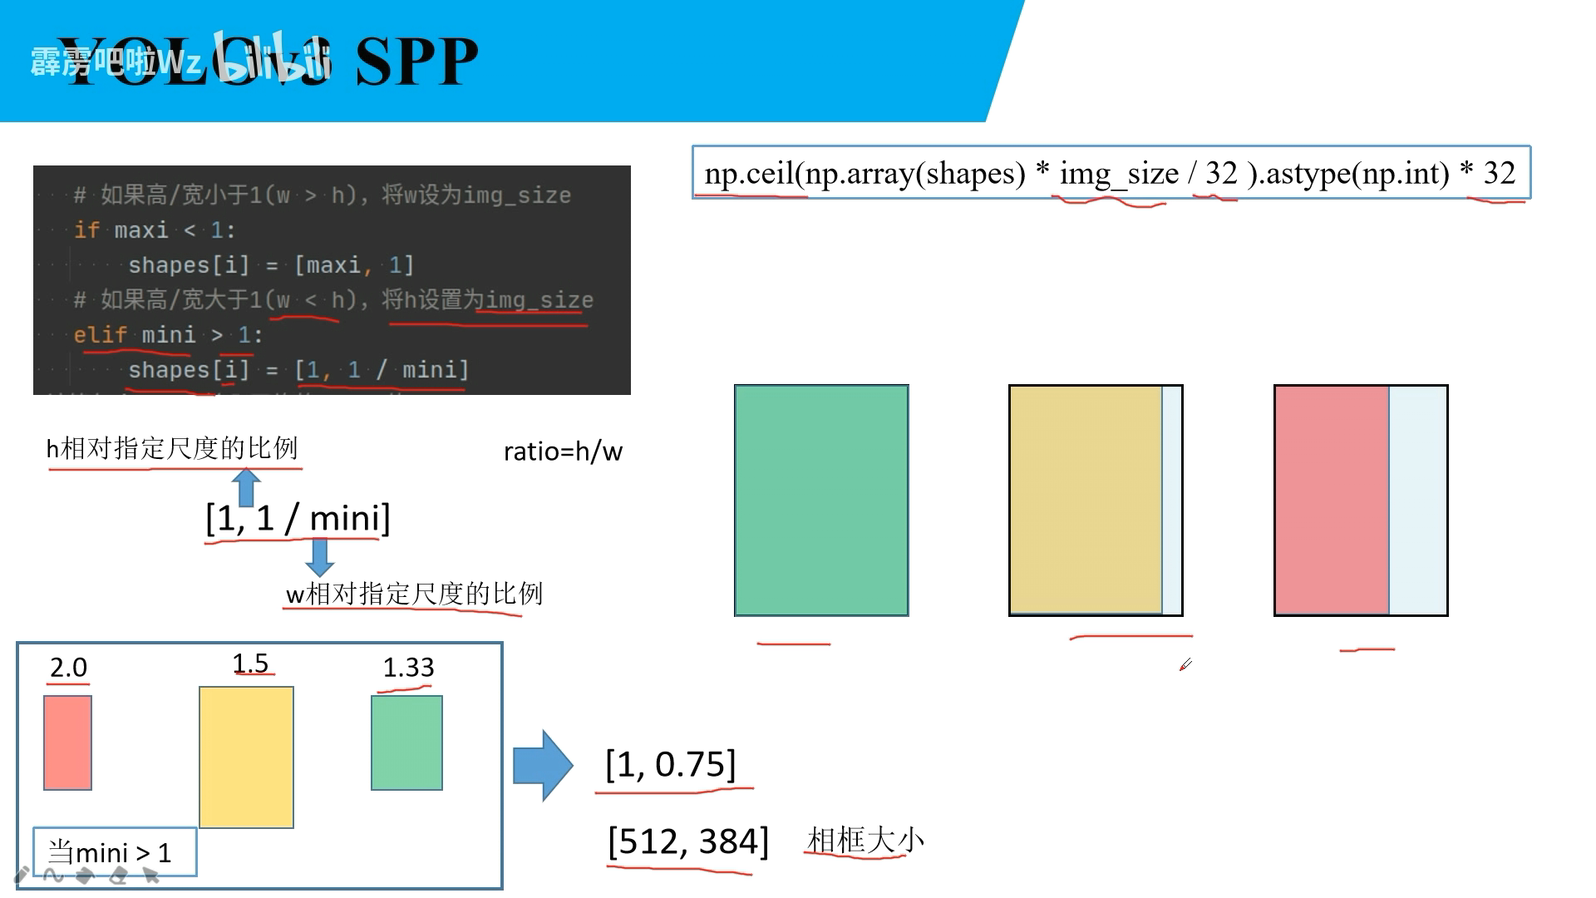 YOLOv3 SPP
霹雳吧啦Wz bilibili
np.ceil(np.array(shapes) * img_size / 32 ).astype(np.int) * 32
# 如果高/宽小于1(w > h)，将w设为img_size
if maxi < 1:
shapes[i] = [maxi, 1]
# 如果高/宽大于1(w < h)，将h设置为img_size
elif mini > 1:
shapes[i] = [1, 1 / mini]
h相对指定尺度的比例
ratio=h/w
[1, 1 / mini]
w相对指定尺度的比例
2.0
1.5
1.33
当mini > 1
[1, 0.75]
[512, 384]
相框大小